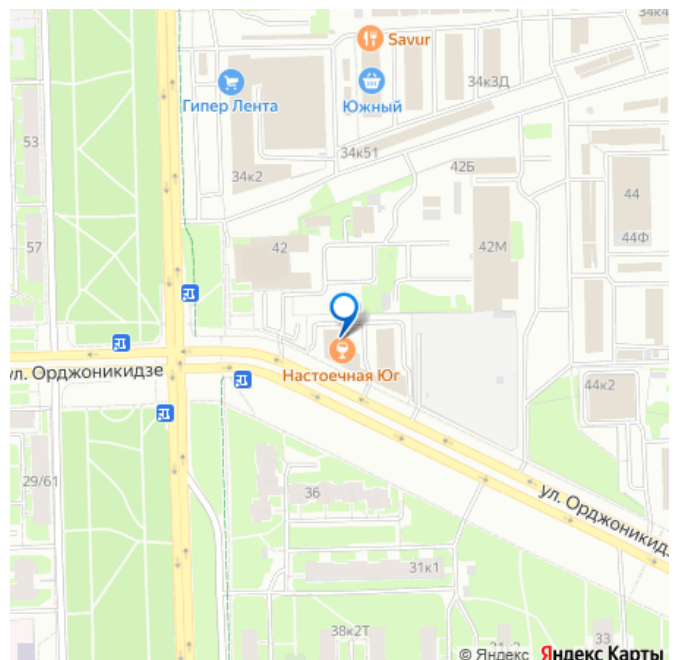 34к4
Savur
34к3Д
Гипер Лента
Южный
53
34к51
42Б
34к2
44
57
42
42М
44Ф
ул. Орджоникидзе
Настоечная Юг
44к2
29/61
36
ул. Орджоникидз
31к1
38к2Т
33
© Яндекс Яндекс Карты